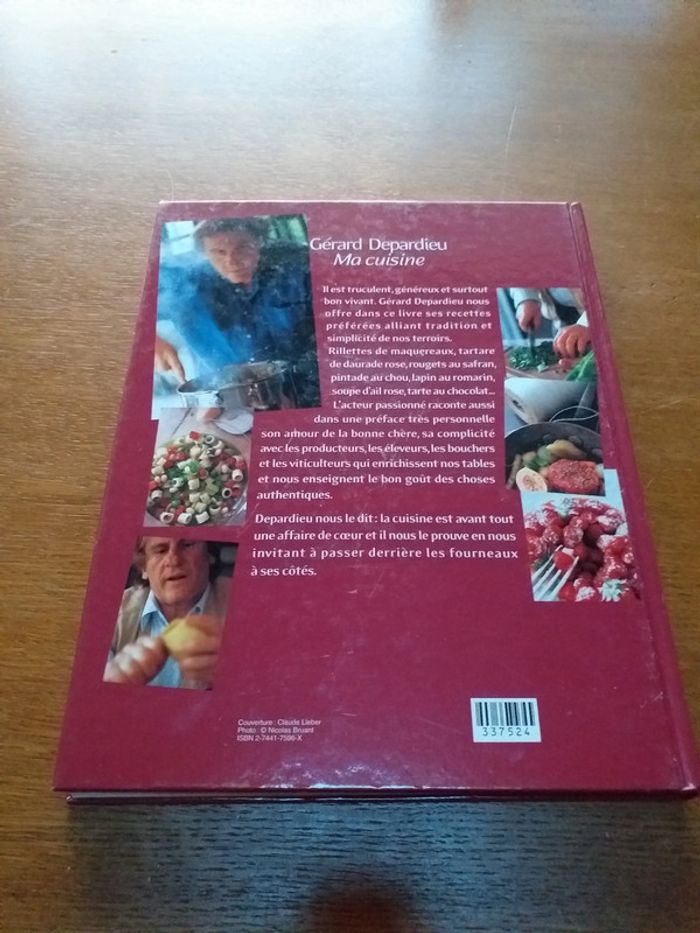 Gérard Depardieu
Ma cuisine
Il est truculent, généreux et surtout
bon vivant. Gérard Depardieu nous
offre dans ce livre ses recettes
préférées alliant tradition et
simplicité de nos terroirs.
Rillettes de maquereaux, tartare
de daurade rose, rougets au safran,
pintade au chou, lapin au romarin,
soupe d'ail rose, tarte au chocolat...
L'acteur passionné raconte aussi
dans une préface très personnelle
son amour de la bonne chère, sa complicité
avec les producteurs, les éleveurs, les bouchers
et les viticulteurs qui enrichissent nos tables
et nous enseignent le bon goût des choses
authentiques.
Depardieu nous le dit : la cuisine est avant tout
une affaire de cœur et il nous le prouve en nous
invitant à passer derrière les fourneaux
à ses côtés.
Couverture : Claude Lieber
Photo : © Nicolas Bruant
ISBN 2-7441-7596-X
337524